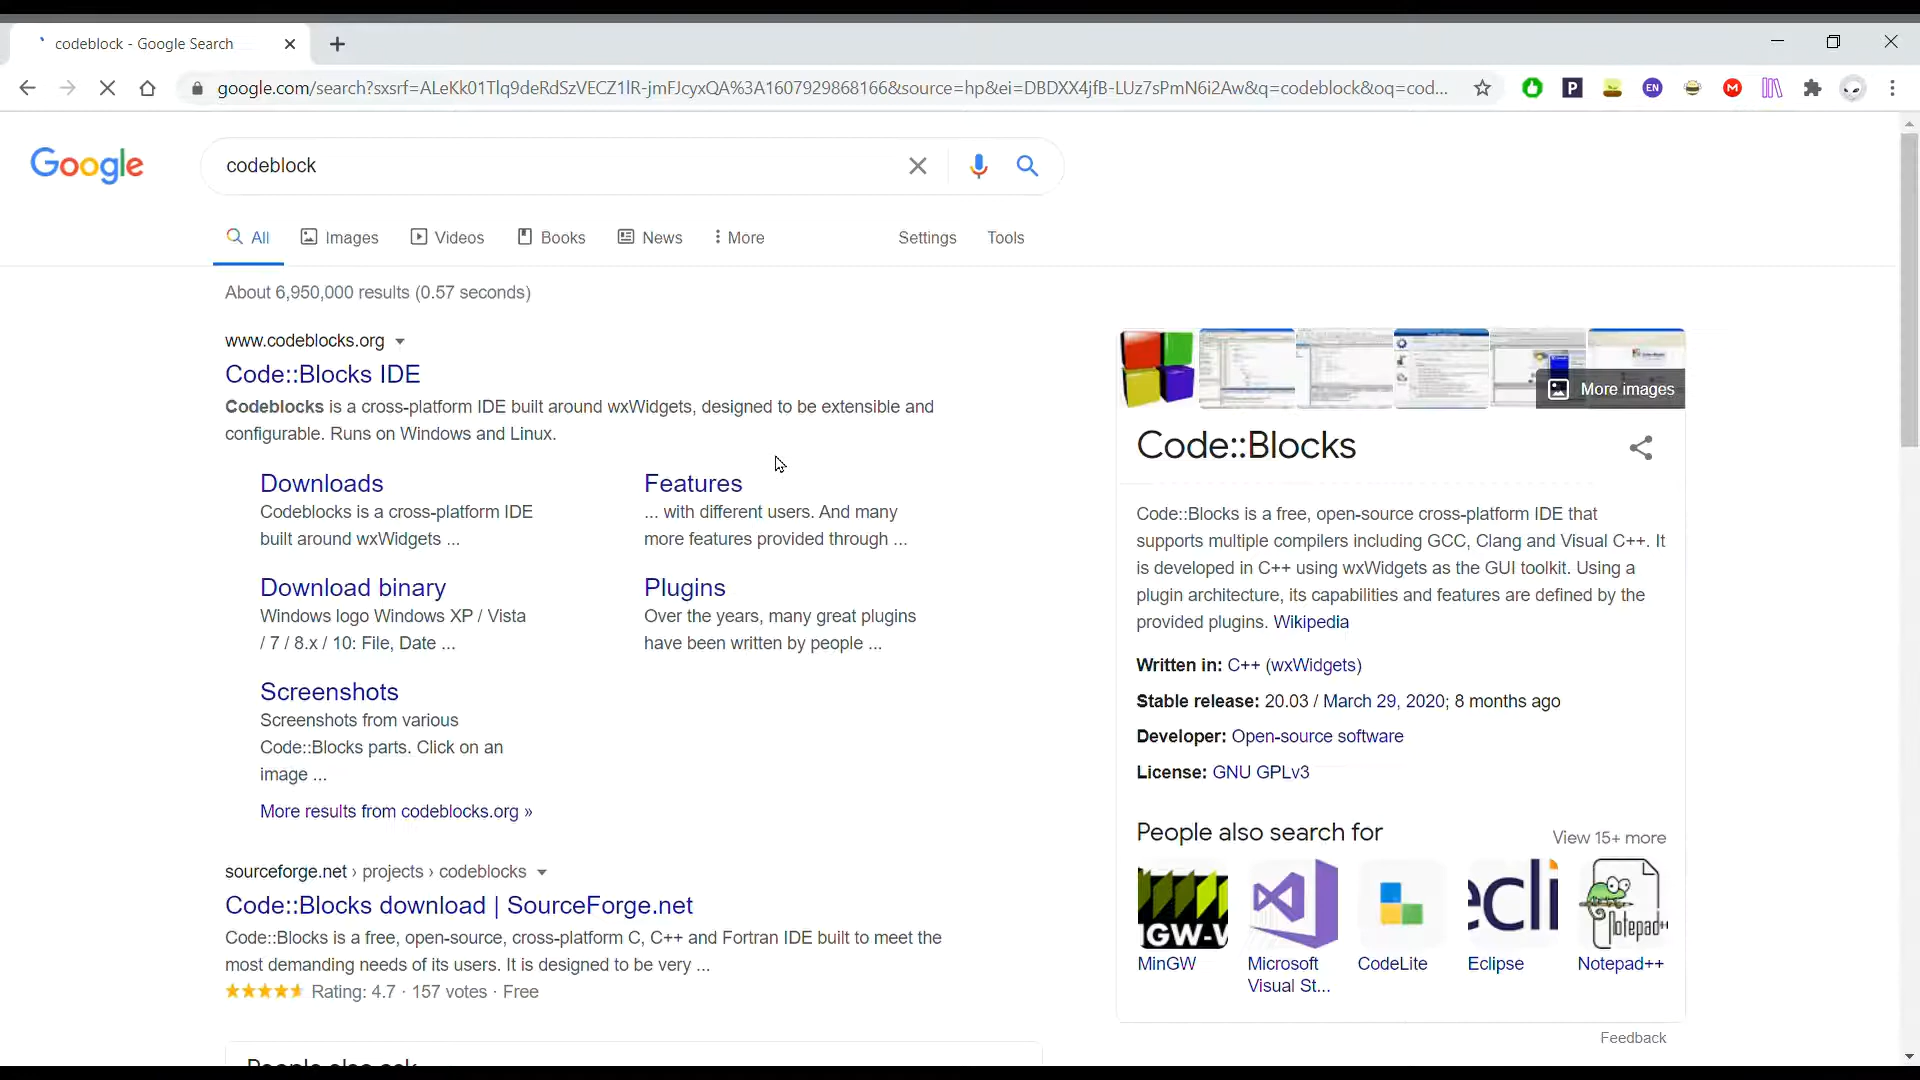 codeblock - Google Search
google.com/search?sxsrf=ALeKk01Tlq9deRdSzVECZ1lR-jmFJcyxQA%3A1607929868166&source=hp&ei=DBDXX4jfB-LUz7sPmN6i2Aw&q=codeblock&oq=cod...
P
EN
M
Google
codeblock
All
Images
Videos
Books
News
More
Settings
Tools
About 6,950,000 results (0.57 seconds)
www.codeblocks.org
Code::Blocks IDE
Codeblocks is a cross-platform IDE built around wxWidgets, designed to be extensible and
configurable. Runs on Windows and Linux.
Downloads
Codeblocks is a cross-platform IDE
built around wxWidgets ...
Features
... with different users. And many
more features provided through ...
Download binary
Windows logo Windows XP / Vista
/ 7 / 8.x / 10: File, Date ...
Plugins
Over the years, many great plugins
have been written by people ...
Screenshots
Screenshots from various
Code::Blocks parts. Click on an
image ...
More results from codeblocks.org »
sourceforge.net › projects › codeblocks
Code::Blocks download | SourceForge.net
Code::Blocks is a free, open-source, cross-platform C, C++ and Fortran IDE built to meet the
most demanding needs of its users. It is designed to be very ...
Rating: 4.7 · 157 votes · Free
People also ask
More images
Code::Blocks
Code::Blocks is a free, open-source cross-platform IDE that
supports multiple compilers including GCC, Clang and Visual C++. It
is developed in C++ using wxWidgets as the GUI toolkit. Using a
plugin architecture, its capabilities and features are defined by the
provided plugins. Wikipedia
Written in: C++ (wxWidgets)
Stable release: 20.03 / March 29, 2020; 8 months ago
Developer: Open-source software
License: GNU GPLv3
People also search for
View 15+ more
MinGW
Microsoft
Visual St...
CodeLite
ecli
Eclipse
Notepad++
Notepad++
Feedback